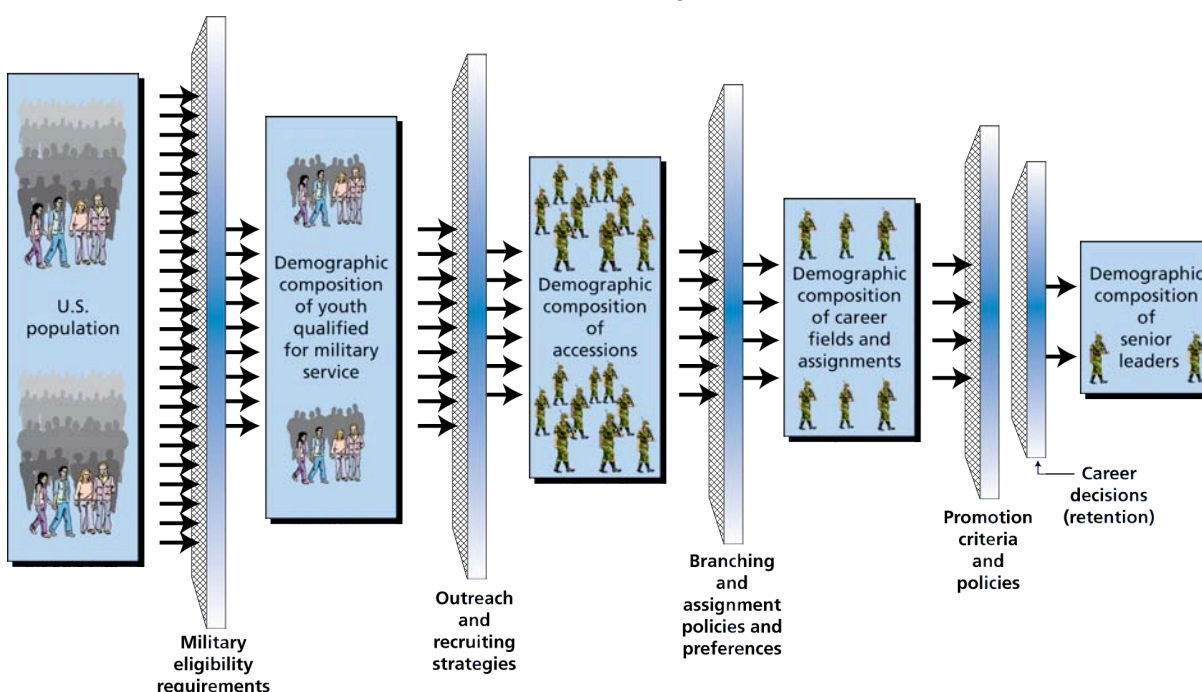 U.S.
population
Military
eligibility
requirements
Demographic
composition
of youth
qualified
for military
service
Outreach
and
recruiting
strategies
Demographic
composition
of
accessions
Branching
and
assignment
policies and
preferences
Demographic
composition
of career
fields and
assignments
Promotion
criteria
and
policies
Career
decisions
(retention)
Demographic
composition
of
senior
leaders